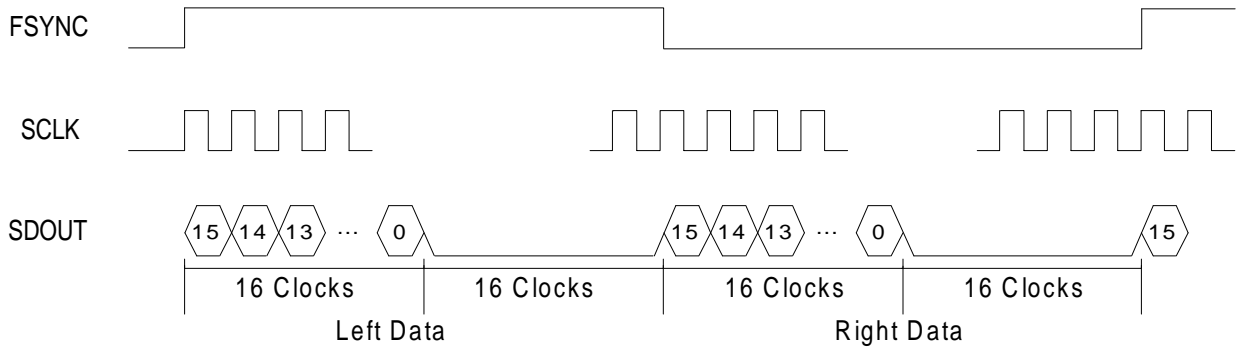 FSYNC
SCLK
SDOUT
15 14 13 ... 0 15 14 13 ... 0 15
16 Clocks 16 Clocks 16 Clocks 16 Clocks
Left Data Right Data